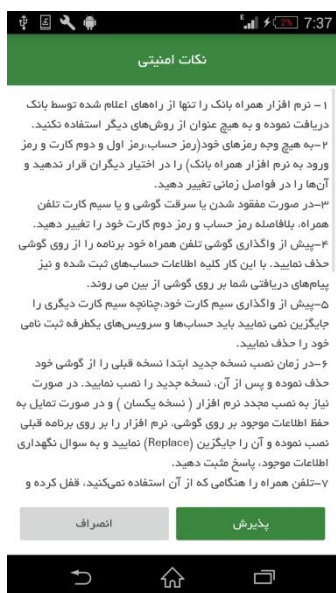 E 2% 7:37
نکات امنیتی
۱- نرم افزار همراه بانک را تنها از راه‌های اعلام شده توسط بانک
دریافت نموده و به هیچ عنوان از روش‌های دیگر استفاده نکنید.
۲-به هیچ وجه رمزهای خود(رمز حساب،رمز اول و دوم کارت و رمز
ورود به نرم افزار همراه بانک) را در اختیار دیگران قرار ندهید و
آن‌ها را در فواصل زمانی تغییر دهید.
۳-در صورت مفقود شدن یا سرقت گوشی و یا سیم کارت تلفن
همراه، بلافاصله رمز حساب و رمز دوم کارت خود را تغییر دهید.
۴-پیش از واگذاری گوشی تلفن همراه خود برنامه را از روی گوشی
حذف نمایید. با این کار کلیه اطلاعات حساب‌های ثبت شده و نیز
پیام‌های دریافتی شما بر روی گوشی از بین می روند.
۵-پیش از واگذاری سیم کارت خود،چنانچه سیم کارت دیگری را
جایگزین نمی نمایید باید حساب‌ها و سرویس‌های یکطرفه ثبت نامی
خود را حذف نمایید.
۶-در زمان نصب نسخه جدید ابتدا نسخه قبلی را از گوشی خود
حذف نموده و پس از آن، نسخه جدید را نصب نمایید. در صورت
نیاز به نصب مجدد نرم افزار ( نسخه یکسان ) و در صورت تمایل به
حفظ اطلاعات موجود بر روی گوشی، نرم افزار را بر روی برنامه قبلی
نصب نموده و آن را جایگزین (Replace) نمایید و به سوال نگهداری
اطلاعات موجود، پاسخ مثبت دهید.
۷-تلفن همراه را هنگامی که از آن استفاده نمی‌کنید، قفل کرده و
پذیرش
انصراف